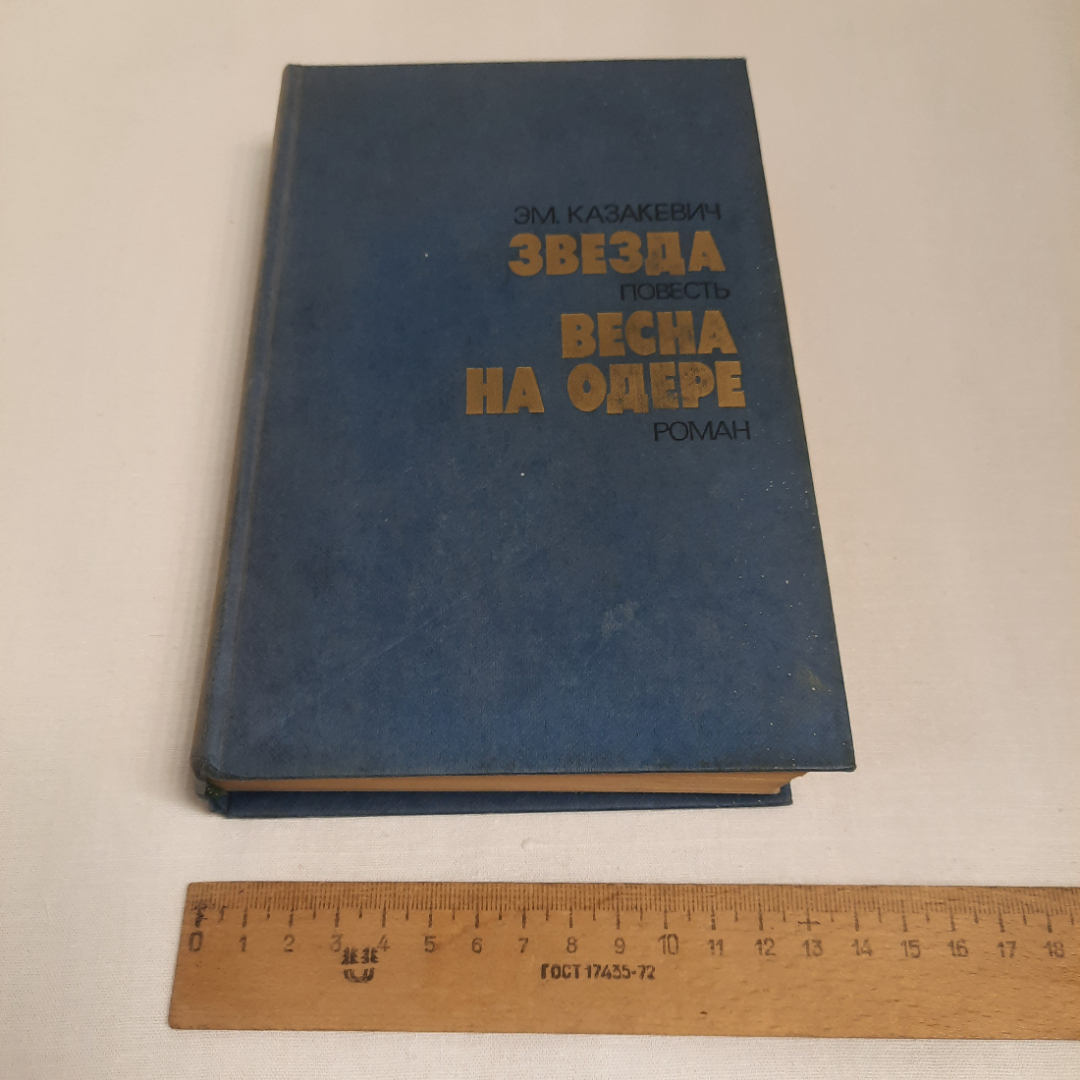 ЭМ. КАЗАКЕВИЧ
ЗВЕЗДА
ПОВЕСТЬ
ВЕСНА
НА ОДЕРЕ
РОМАН
0 1 2 3 4 5 6 7 8 9 10 11 12 13 14 15 16 17 18
ГОСТ 17435-72